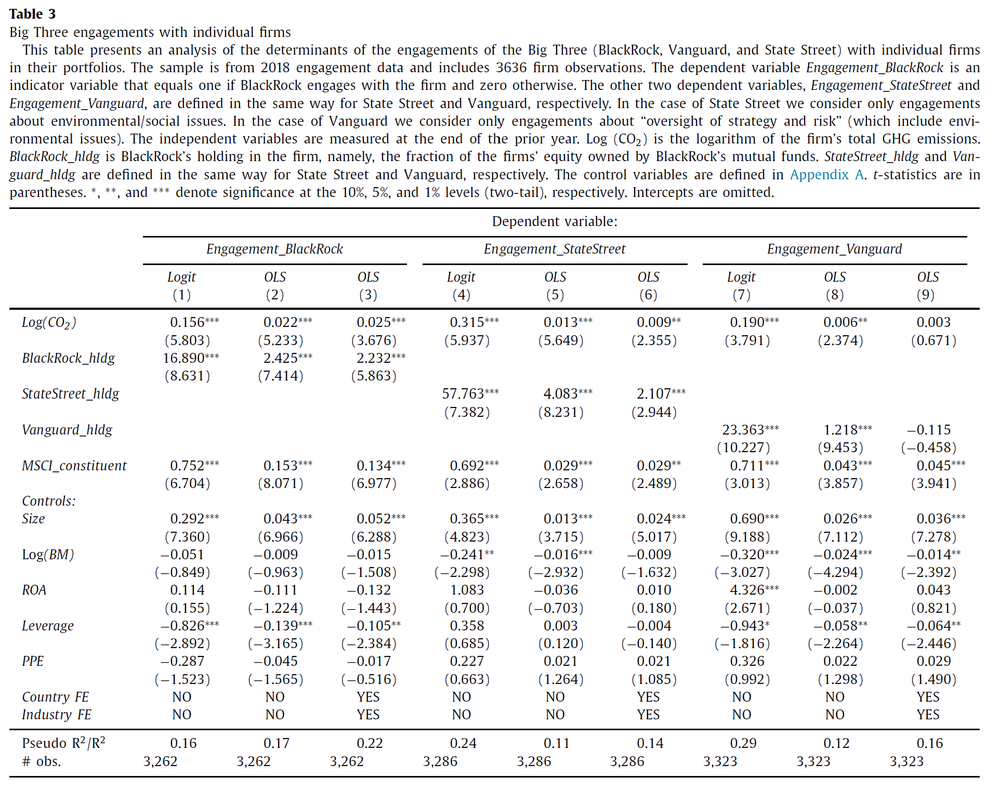 Table 3
Big Three engagements with individual firms
This table presents an analysis of the determinants of the engagements of the Big Three (BlackRock, Vanguard, and State Street) with individual firms
in their portfolios. The sample is from 2018 engagement data and includes 3636 firm observations. The dependent variable Engagement_BlackRock is an
indicator variable that equals one if BlackRock engages with the firm and zero otherwise. The other two dependent variables, Engagement_StateStreet and
Engagement_Vanguard, are defined in the same way for State Street and Vanguard, respectively. In the case of State Street we consider only engagements
about environmental/social issues. In the case of Vanguard we consider only engagements about “oversight of strategy and risk” (which include envi-
ronmental issues). The independent variables are measured at the end of the prior year. Log (CO₂) is the logarithm of the firm’s total GHG emissions.
BlackRock_hldg is BlackRock’s holding in the firm, namely, the fraction of the firms’ equity owned by BlackRock’s mutual funds. StateStreet_hldg and Van-
guard_hldg are defined in the same way for State Street and Vanguard, respectively. The control variables are defined in Appendix A. t-statistics are in
parentheses. *, **, and *** denote significance at the 10%, 5%, and 1% levels (two-tail), respectively. Intercepts are omitted.
Dependent variable:
Engagement_BlackRock Engagement_StateStreet Engagement_Vanguard
Logit OLS OLS Logit OLS OLS Logit OLS OLS
(1) (2) (3) (4) (5) (6) (7) (8) (9)
Log(CO₂) 0.156*** 0.022*** 0.025*** 0.315*** 0.013*** 0.009** 0.190*** 0.006** 0.003
(5.803) (5.233) (3.676) (5.937) (5.649) (2.355) (3.791) (2.374) (0.671)
BlackRock_hldg 16.890*** 2.425*** 2.232***
(8.631) (7.414) (5.863)
StateStreet_hldg 57.763*** 4.083*** 2.107***
(7.382) (8.231) (2.944)
Vanguard_hldg 23.363*** 1.218*** −0.115
(10.227) (9.453) (−0.458)
MSCI_constituent 0.752*** 0.153*** 0.134*** 0.692*** 0.029*** 0.029** 0.711*** 0.043*** 0.045***
(6.704) (8.071) (6.977) (2.886) (2.658) (2.489) (3.013) (3.857) (3.941)
Controls:
Size 0.292*** 0.043*** 0.052*** 0.365*** 0.013*** 0.024*** 0.690*** 0.026*** 0.036***
(7.360) (6.966) (6.288) (4.823) (3.715) (5.017) (9.188) (7.112) (7.278)
Log(BM) −0.051 −0.009 −0.015 −0.241** −0.016*** −0.009 −0.320*** −0.024*** −0.014**
(−0.849) (−0.963) (−1.508) (−2.298) (−2.932) (−1.632) (−3.027) (−4.294) (−2.392)
ROA 0.114 −0.111 −0.132 1.083 −0.036 0.010 4.326*** −0.002 0.043
(0.155) (−1.224) (−1.443) (0.700) (−0.703) (0.180) (2.671) (−0.037) (0.821)
Leverage −0.826*** −0.139*** −0.105** 0.358 0.003 −0.004 −0.943* −0.058** −0.064**
(−2.892) (−3.165) (−2.384) (0.685) (0.120) (−0.140) (−1.816) (−2.264) (−2.446)
PPE −0.287 −0.045 −0.017 0.227 0.021 0.021 0.326 0.022 0.029
(−1.523) (−1.565) (−0.516) (0.663) (1.264) (1.085) (0.992) (1.298) (1.490)
Country FE NO NO YES NO NO YES NO NO YES
Industry FE NO NO YES NO NO YES NO NO YES
Pseudo R²/R² 0.16 0.17 0.22 0.24 0.11 0.14 0.29 0.12 0.16
# obs. 3,262 3,262 3,262 3,286 3,286 3,286 3,323 3,323 3,323